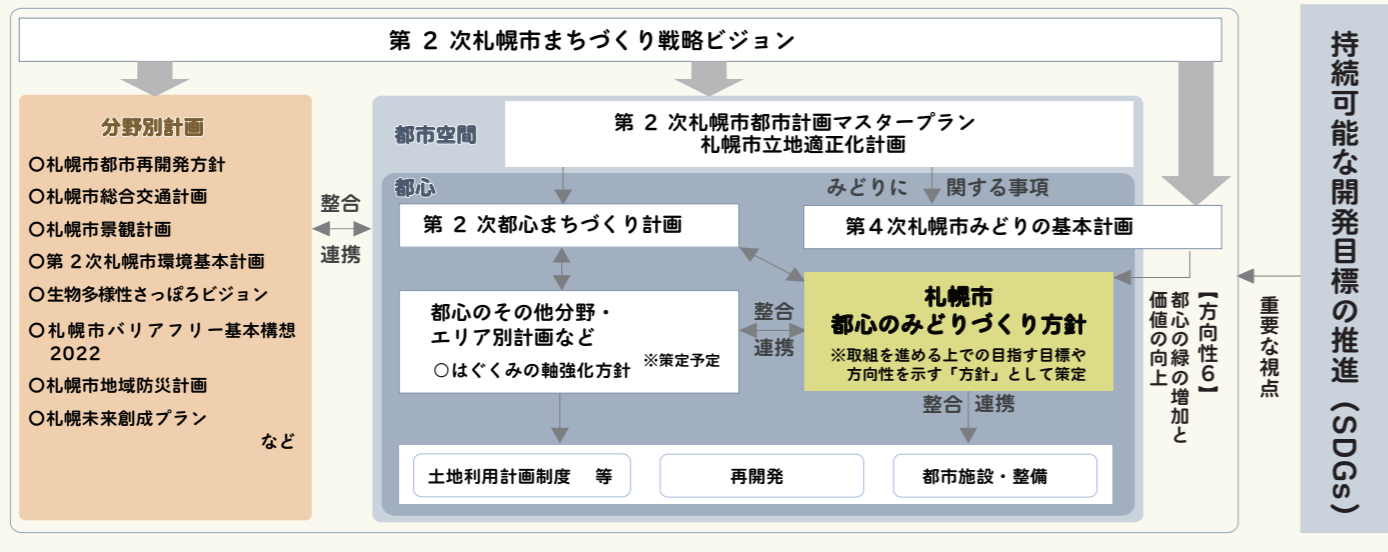 第 2 次札幌市まちづくり戦略ビジョン
分野別計画
〇札幌市都市再開発方針
〇札幌市総合交通計画
〇札幌市景観計画
〇第 2次札幌市環境基本計画
〇生物多様性さっぽろビジョン
〇札幌市バリアフリー基本構想
2022
〇札幌市地域防災計画
〇札幌未来創成プラン
など
整合
連携
都市空間
第 2 次札幌市都市計画マスタープラン
札幌市立地適正化計画
都心
みどりに 関する事項
第 2 次都心まちづくり計画
第4次札幌市みどりの基本計画
都心のその他分野・
エリア別計画など
〇はぐくみの軸強化方針 ※策定予定
整合
連携
札幌市
都心のみどりづくり方針
※取組を進める上での目指す目標や
方向性を示す「方針」として策定
整合 連携
土地利用計画制度 等
再開発
都市施設・整備
【方向性6】
都心の緑の増加と
価値の向上
重要な視点
持続可能な開発目標の推進(SDGs)